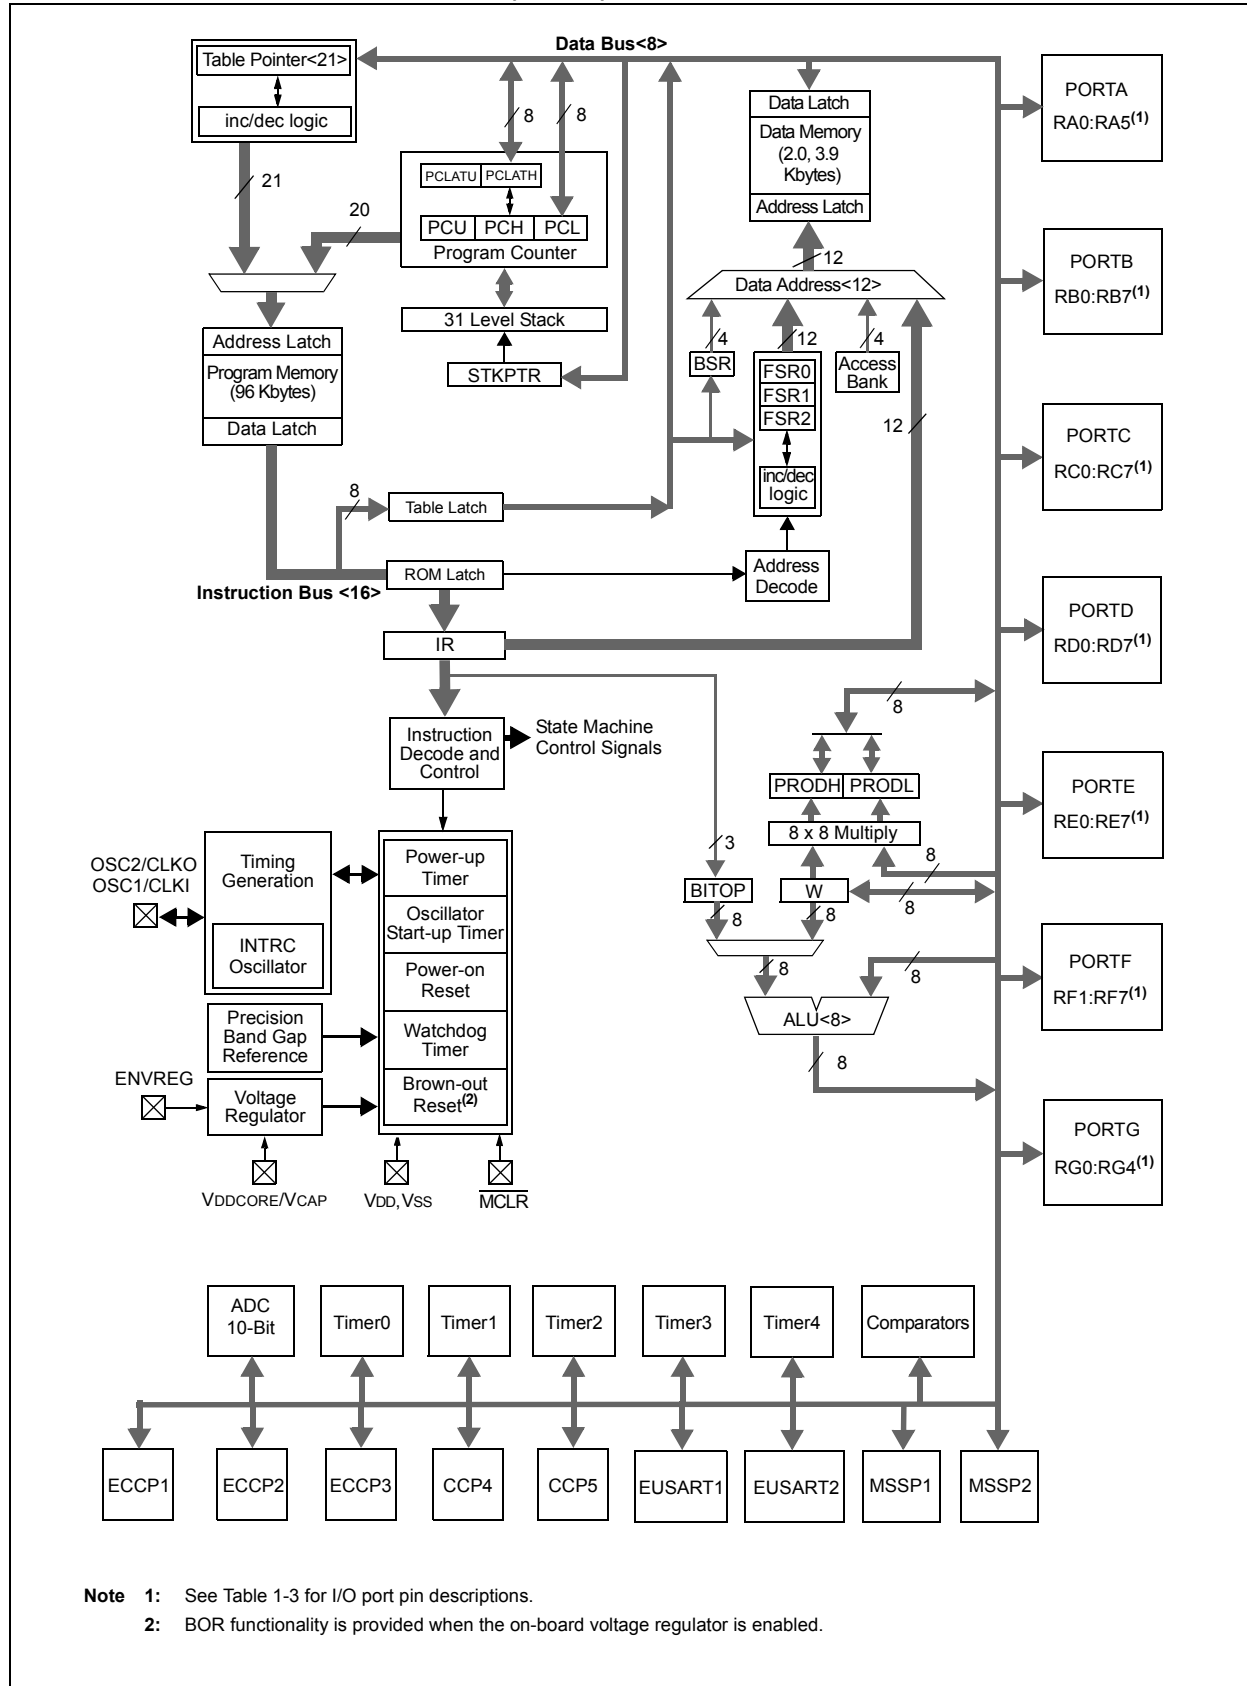 Data Bus<8>
Table Pointer<21>
inc/dec logic
21
8
8
PCLATU PCLATH
PCU PCH PCL
Program Counter
20
31 Level Stack
STKPTR
Data Latch
Data Memory
(2.0, 3.9
Kbytes)
Address Latch
12
Data Address<12>
4
12
4
BSR
FSR0
FSR1
FSR2
inc/dec
logic
Access
Bank
12
Address Latch
Program Memory
(96 Kbytes)
Data Latch
8
Table Latch
ROM Latch
Instruction Bus <16>
Address
Decode
IR
Instruction
Decode and
Control
State Machine
Control Signals
8
PRODH PRODL
8 x 8 Multiply
3
8
BITOP
W
8
8
8
8
8
ALU<8>
8
OSC2/CLKO
OSC1/CLKI
Timing
Generation
INTRC
Oscillator
Power-up
Timer
Oscillator
Start-up Timer
Power-on
Reset
Watchdog
Timer
Brown-out
Reset(2)
Precision
Band Gap
Reference
ENVREG
Voltage
Regulator
VDDCORE/VCAP
VDD, VSS
MCLR
PORTA
RA0:RA5(1)
PORTB
RB0:RB7(1)
PORTC
RC0:RC7(1)
PORTD
RD0:RD7(1)
PORTE
RE0:RE7(1)
PORTF
RF1:RF7(1)
PORTG
RG0:RG4(1)
ADC
10-Bit
Timer0
Timer1
Timer2
Timer3
Timer4
Comparators
ECCP1
ECCP2
ECCP3
CCP4
CCP5
EUSART1
EUSART2
MSSP1
MSSP2
Note 1: See Table 1-3 for I/O port pin descriptions.
2: BOR functionality is provided when the on-board voltage regulator is enabled.